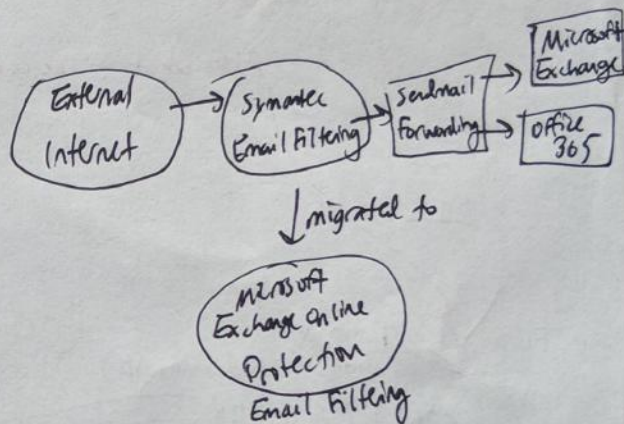 External
Internet
Symantec
Email Filtering
Sendmail
Forwarding
Microsoft
Exchange
Office
365
migrated to
Microsoft
Exchange Online
Protection
Email Filtering